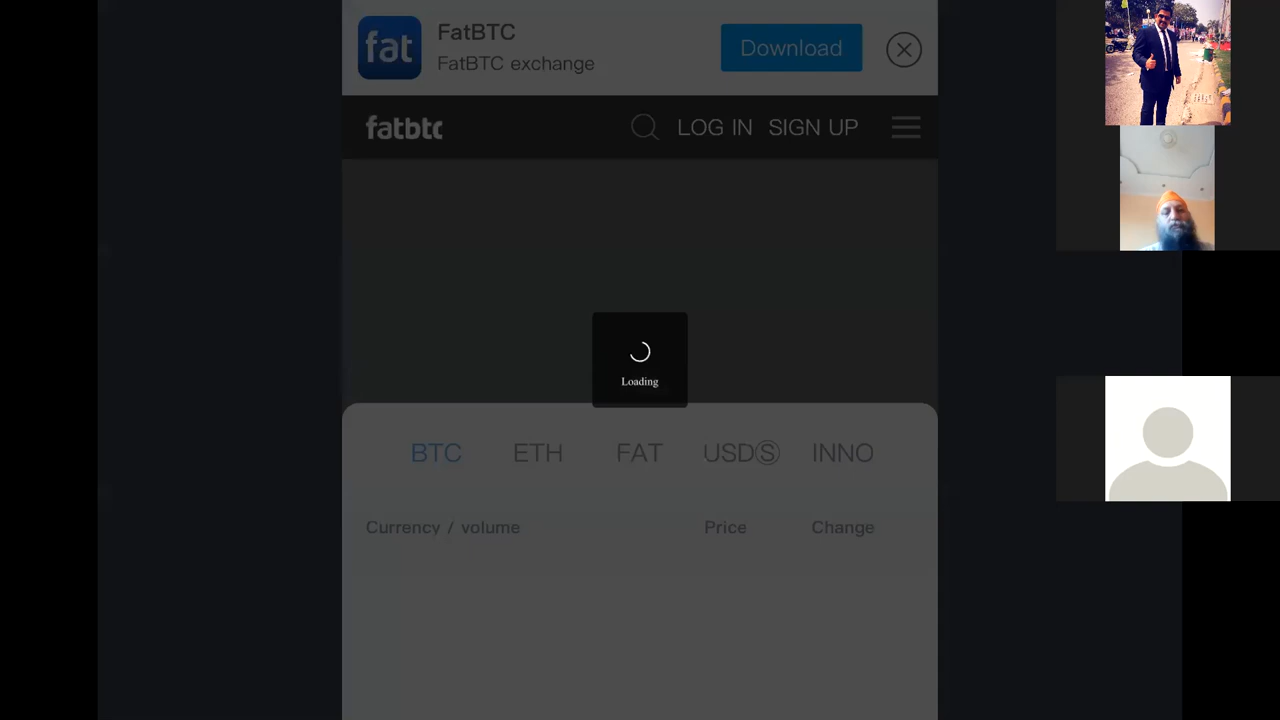 fat
FatBTC
FatBTC exchange
Download
fatbtc
LOG IN SIGN UP
Loading
BTC ETH FAT USDⓈ INNO
Currency / volume Price Change